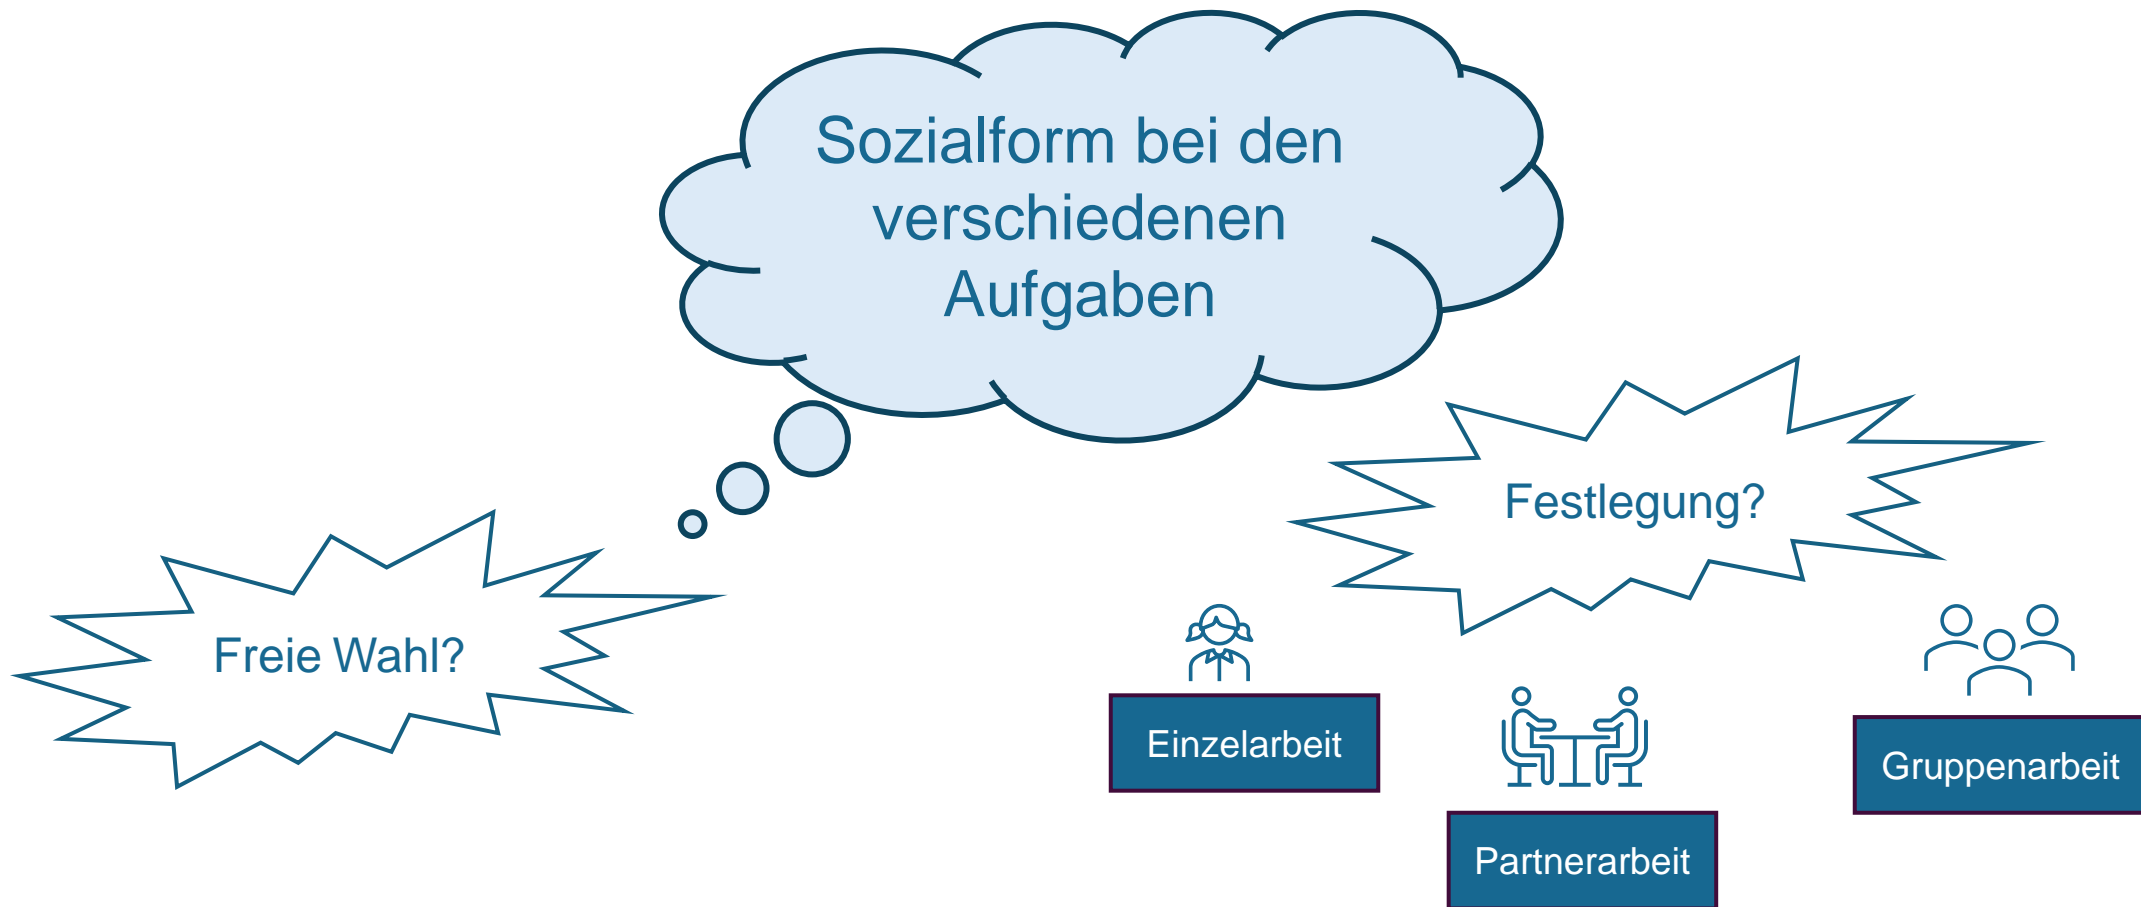 Sozialform bei den
verschiedenen
Aufgaben
Festlegung?
Freie Wahl?
Einzelarbeit
Partnerarbeit
Gruppenarbeit